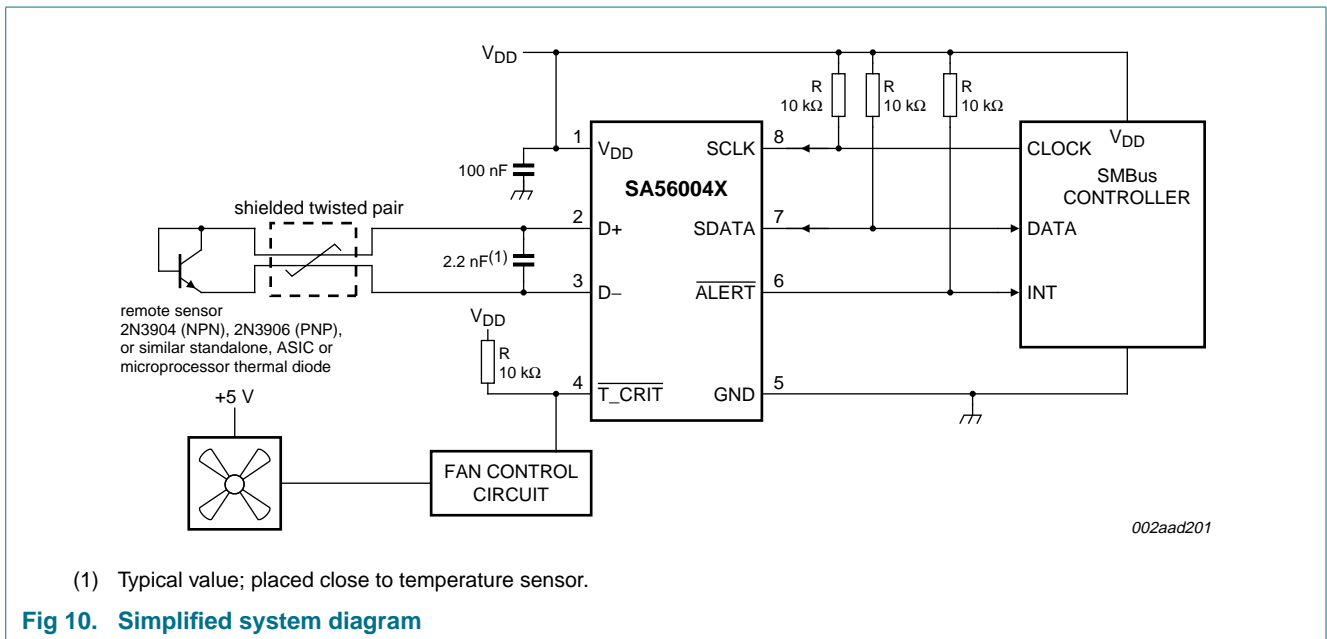 VDD
R
10 kΩ
R
10 kΩ
R
10 kΩ
1
VDD
SCLK
8
CLOCK
VDD
100 nF
SA56004X
SMBus
CONTROLLER
shielded twisted pair
2
D+
SDATA
7
DATA
2.2 nF(1)
3
D−
ALERT
6
INT
remote sensor
2N3904 (NPN), 2N3906 (PNP),
or similar standalone, ASIC or
microprocessor thermal diode
VDD
R
10 kΩ
4
T_CRIT
GND
5
+5 V
FAN CONTROL
CIRCUIT
002aad201
(1) Typical value; placed close to temperature sensor.
Fig 10. Simplified system diagram